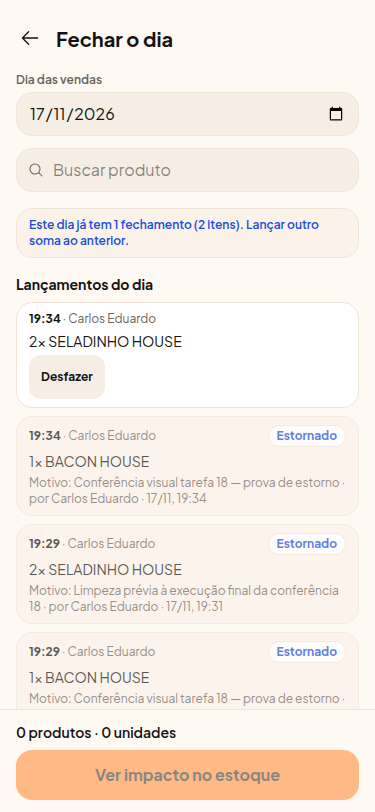 Fechar o dia
Dia das vendas
17/11/2026
Buscar produto
Este dia já tem 1 fechamento (2 itens). Lançar outro
soma ao anterior.
Lançamentos do dia
19:34 · Carlos Eduardo
2× SELADINHO HOUSE
Desfazer
19:34 · Carlos Eduardo Estornado
1× BACON HOUSE
Motivo: Conferência visual tarefa 18 — prova de estorno ·
por Carlos Eduardo · 17/11, 19:34
19:29 · Carlos Eduardo Estornado
2× SELADINHO HOUSE
Motivo: Limpeza prévia à execução final da conferência
18 · por Carlos Eduardo · 17/11, 19:31
19:29 · Carlos Eduardo Estornado
1× BACON HOUSE
Motivo: Conferência visual tarefa 18 — prova de estorno ·
0 produtos · 0 unidades
Ver impacto no estoque